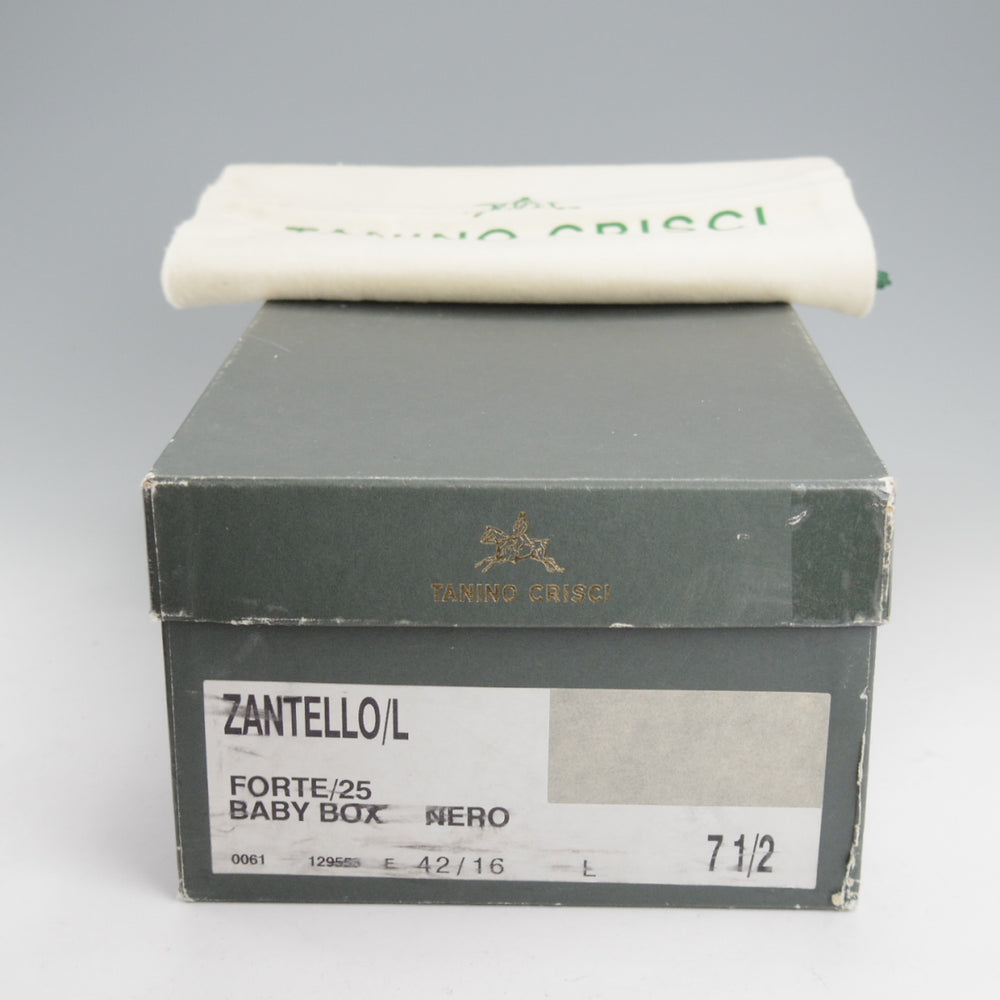 TANINO CRISCI
TANINO CRISCI
ZANTELLO/L
FORTE/25
BABY BOX NERO
0061 E 42/16 L 7 1/2